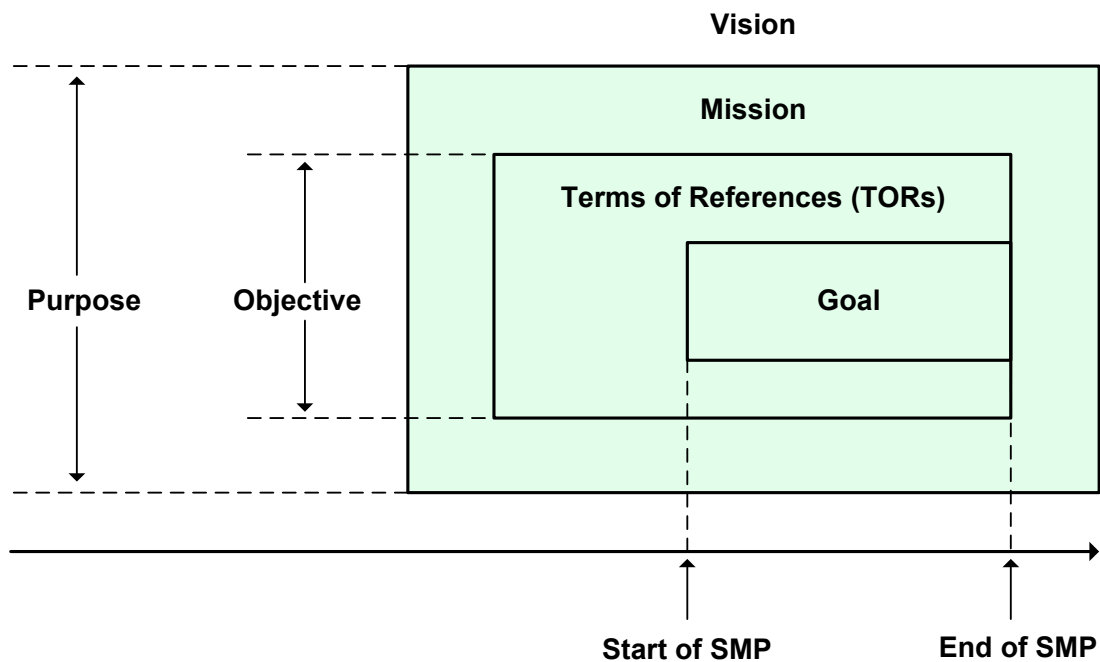 Vision
Mission
Terms of References (TORs)
Purpose
Objective
Goal
Start of SMP
End of SMP